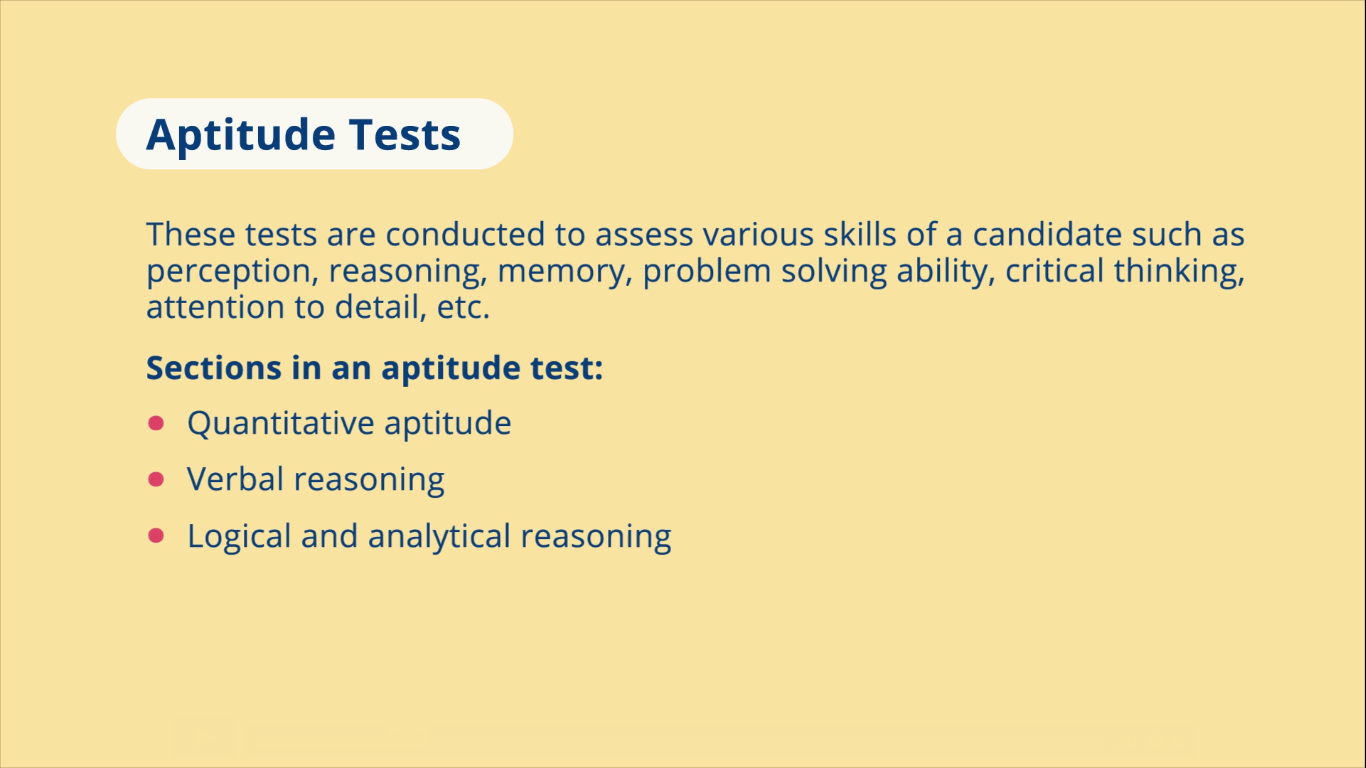 Aptitude Tests
These tests are conducted to assess various skills of a candidate such as
perception, reasoning, memory, problem solving ability, critical thinking,
attention to detail, etc.
Sections in an aptitude test:
Quantitative aptitude
Verbal reasoning
Logical and analytical reasoning